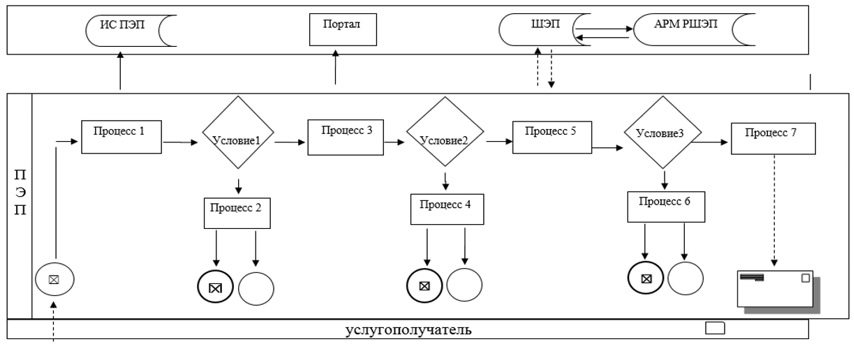 ИС ПЭП
Портал
ШЭП
АРМ РШЭП
Процесс 1
Условие1
Процесс 3
Условие2
Процесс 5
Условие3
Процесс 7
ПЭП
Процесс 2
Процесс 4
Процесс 6
услугополучатель